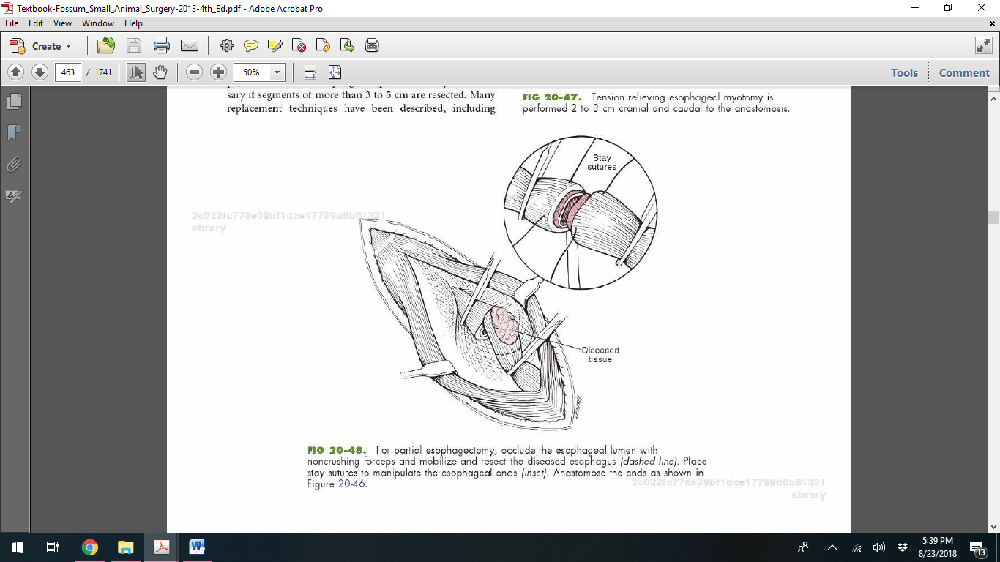 Textbook-Fossum_Small_Animal_Surgery-2013-4th_Ed.pdf - Adobe Acrobat Pro
File Edit View Window Help
Create
463 / 1741
50%
Tools Comment
sary if segments of more than 3 to 5 cm are resected. Many
replacement techniques have been described, including
FIG 20-47. Tension relieving esophageal myotomy is
performed 2 to 3 cm cranial and caudal to the anastomosis.
Stay
sutures
ebrary
Diseased
tissue
FIG 20-48. For partial esophagectomy, occlude the esophageal lumen with
noncrushing forceps and mobilize and resect the diseased esophagus (dashed line). Place
stay sutures to manipulate the esophageal ends (inset). Anastomose the ends as shown in
Figure 20-46.
ebrary
5:39 PM
8/23/2018
13